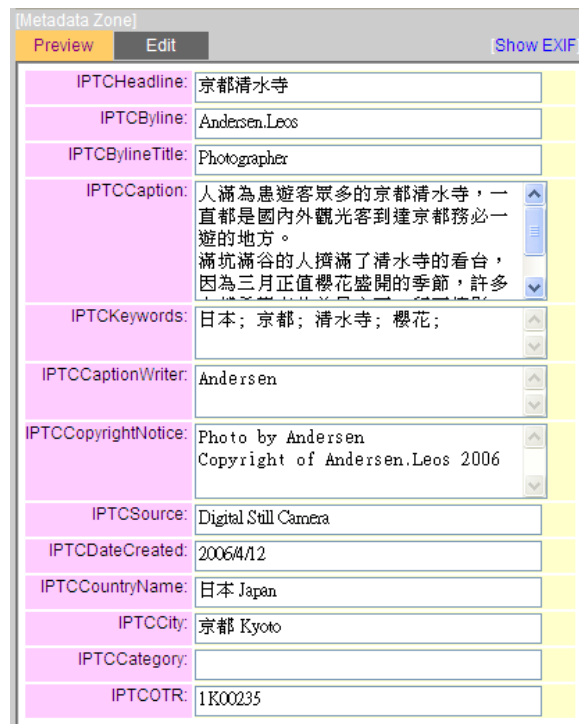 [Metadata Zone]
Preview Edit [Show EXIF]
IPTCHeadline: 京都清水寺
IPTCByline: Andersen.Leos
IPTCBylineTitle: Photographer
IPTCCaption: 人滿為患遊客眾多的京都清水寺，一
直都是國內外觀光客到達京都務必一
遊的地方。
滿坑滿谷的人擠滿了清水寺的看台，
因為三月正值櫻花盛開的季節，許多
IPTCKeywords: 日本; 京都; 清水寺; 櫻花;
IPTCCaptionWriter: Andersen
IPTCCopyrightNotice: Photo by Andersen
Copyright of Andersen.Leos 2006
IPTCSource: Digital Still Camera
IPTCDateCreated: 2006/4/12
IPTCCountryName: 日本 Japan
IPTCCity: 京都 Kyoto
IPTCCategory:
IPTCOTR: 1K00235